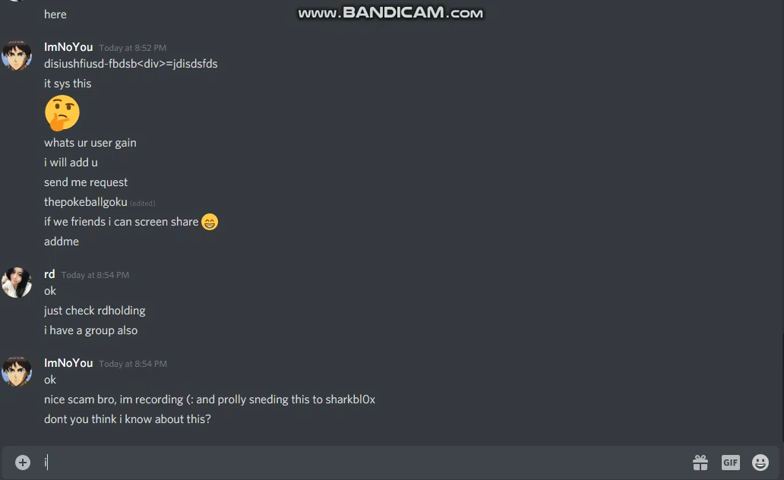 www.BANDICAM.com
here
ImNoYou Today at 8:52 PM
disiushfiusd-fbdsb<div>=jdisdsfds
it sys this
whats ur user gain
i will add u
send me request
thepokeballgoku (edited)
if we friends i can screen share
addme
rd Today at 8:54 PM
ok
just check rdholding
i have a group also
ImNoYou Today at 8:54 PM
ok
nice scam bro, im recording (: and prolly sneding this to sharkbl0x
dont you think i know about this?
i
GIF